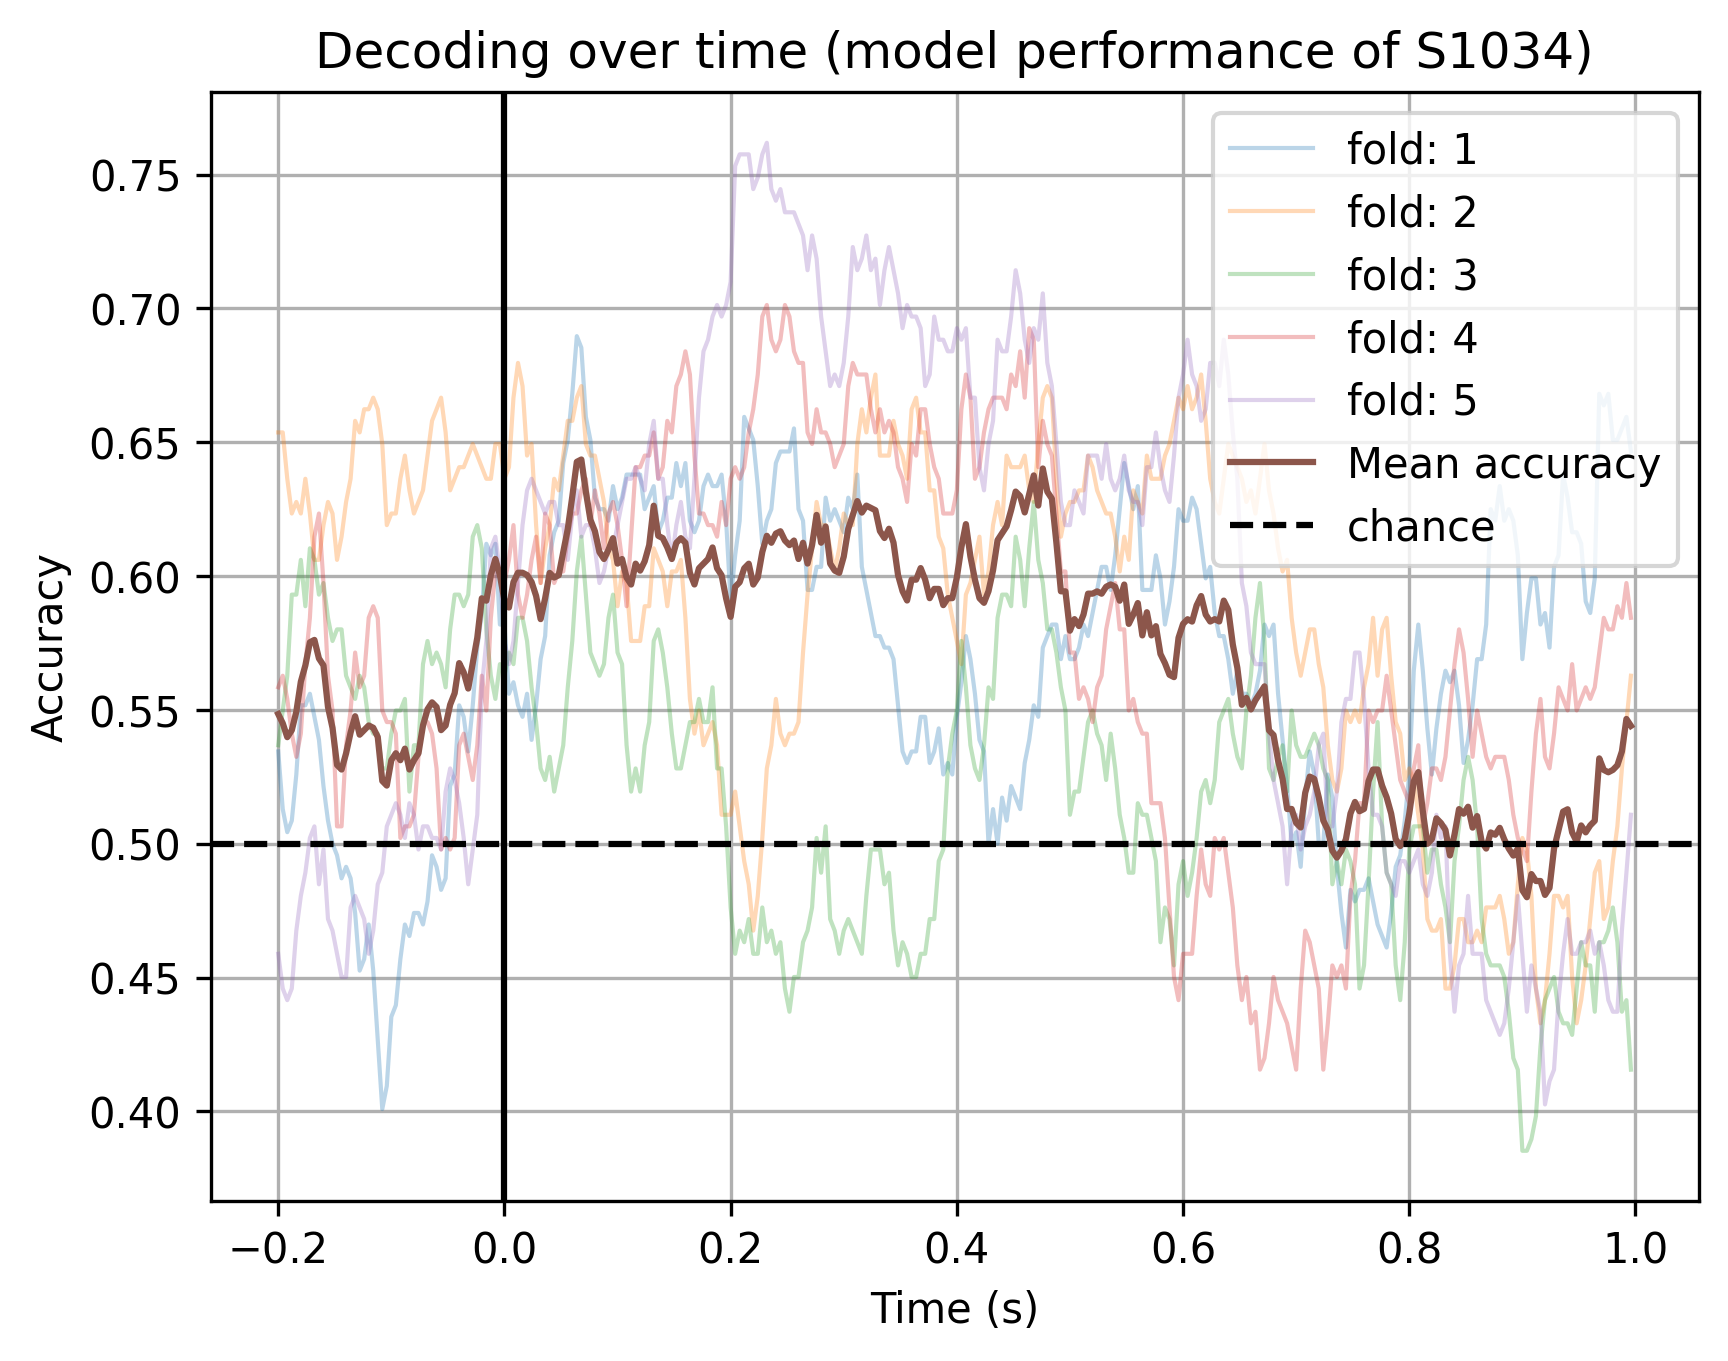 Decoding over time (model performance of S1034)
Accuracy
0.75
0.70
0.65
0.60
0.55
0.50
0.45
0.40
fold: 1
fold: 2
fold: 3
fold: 4
fold: 5
Mean accuracy
chance
−0.2 0.0 0.2 0.4 0.6 0.8 1.0
Time (s)